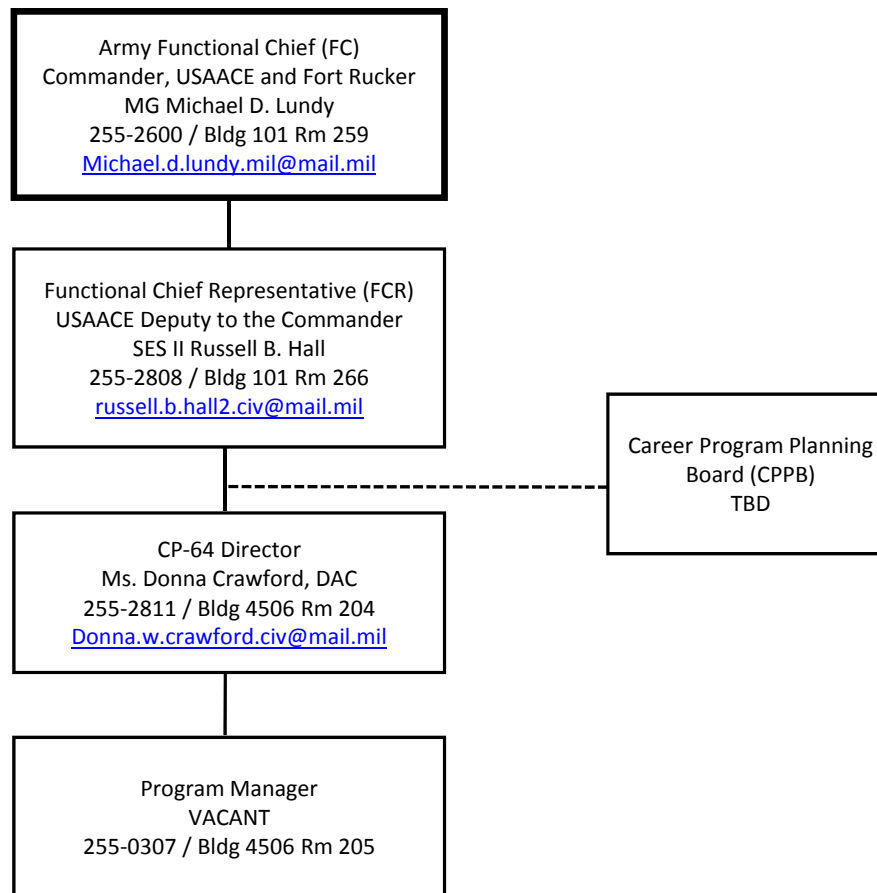 Army Functional Chief (FC)
Commander, USAACE and Fort Rucker
MG Michael D. Lundy
255-2600 / Bldg 101 Rm 259
Michael.d.lundy.mil@mail.mil
Functional Chief Representative (FCR)
USAACE Deputy to the Commander
SES II Russell B. Hall
255-2808 / Bldg 101 Rm 266
russell.b.hall2.civ@mail.mil
Career Program Planning
Board (CPPB)
TBD
CP-64 Director
Ms. Donna Crawford, DAC
255-2811 / Bldg 4506 Rm 204
Donna.w.crawford.civ@mail.mil
Program Manager
VACANT
255-0307 / Bldg 4506 Rm 205